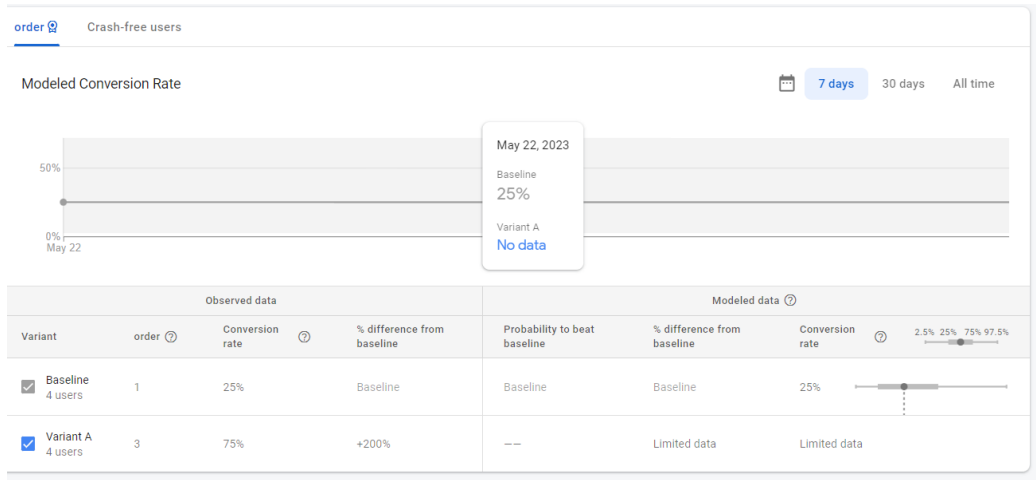 order Crash-free users
Modeled Conversion Rate
7 days 30 days All time
May 22, 2023
Baseline
25%
Variant A
No data
50%
0%
May 22
Observed data Modeled data
Variant
order
Conversion
rate
% difference from
baseline
Probability to beat
baseline
% difference from
baseline
Conversion
rate
2.5% 25% 75% 97.5%
Baseline
4 users
1 25% Baseline Baseline Baseline 25%
Variant A
4 users
3 75% +200% —— Limited data Limited data